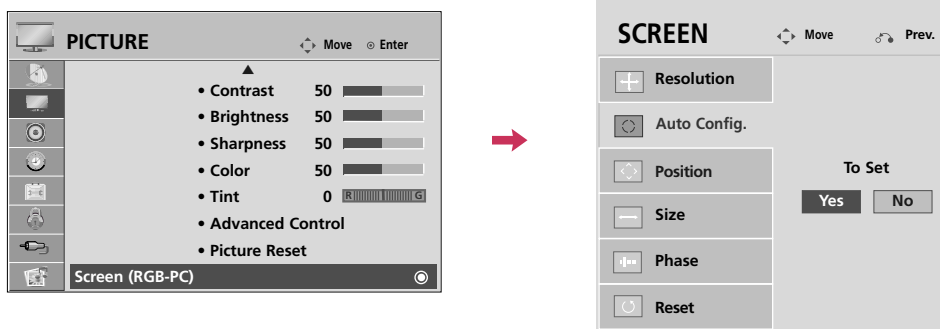 PICTURE
Move
Enter
• Contrast 50
• Brightness 50
• Sharpness 50
• Color 50
• Tint 0 R G
• Advanced Control
• Picture Reset
Screen (RGB-PC)
SCREEN
Move
Prev.
Resolution
Auto Config.
Position
Size
Phase
Reset
To Set
Yes No